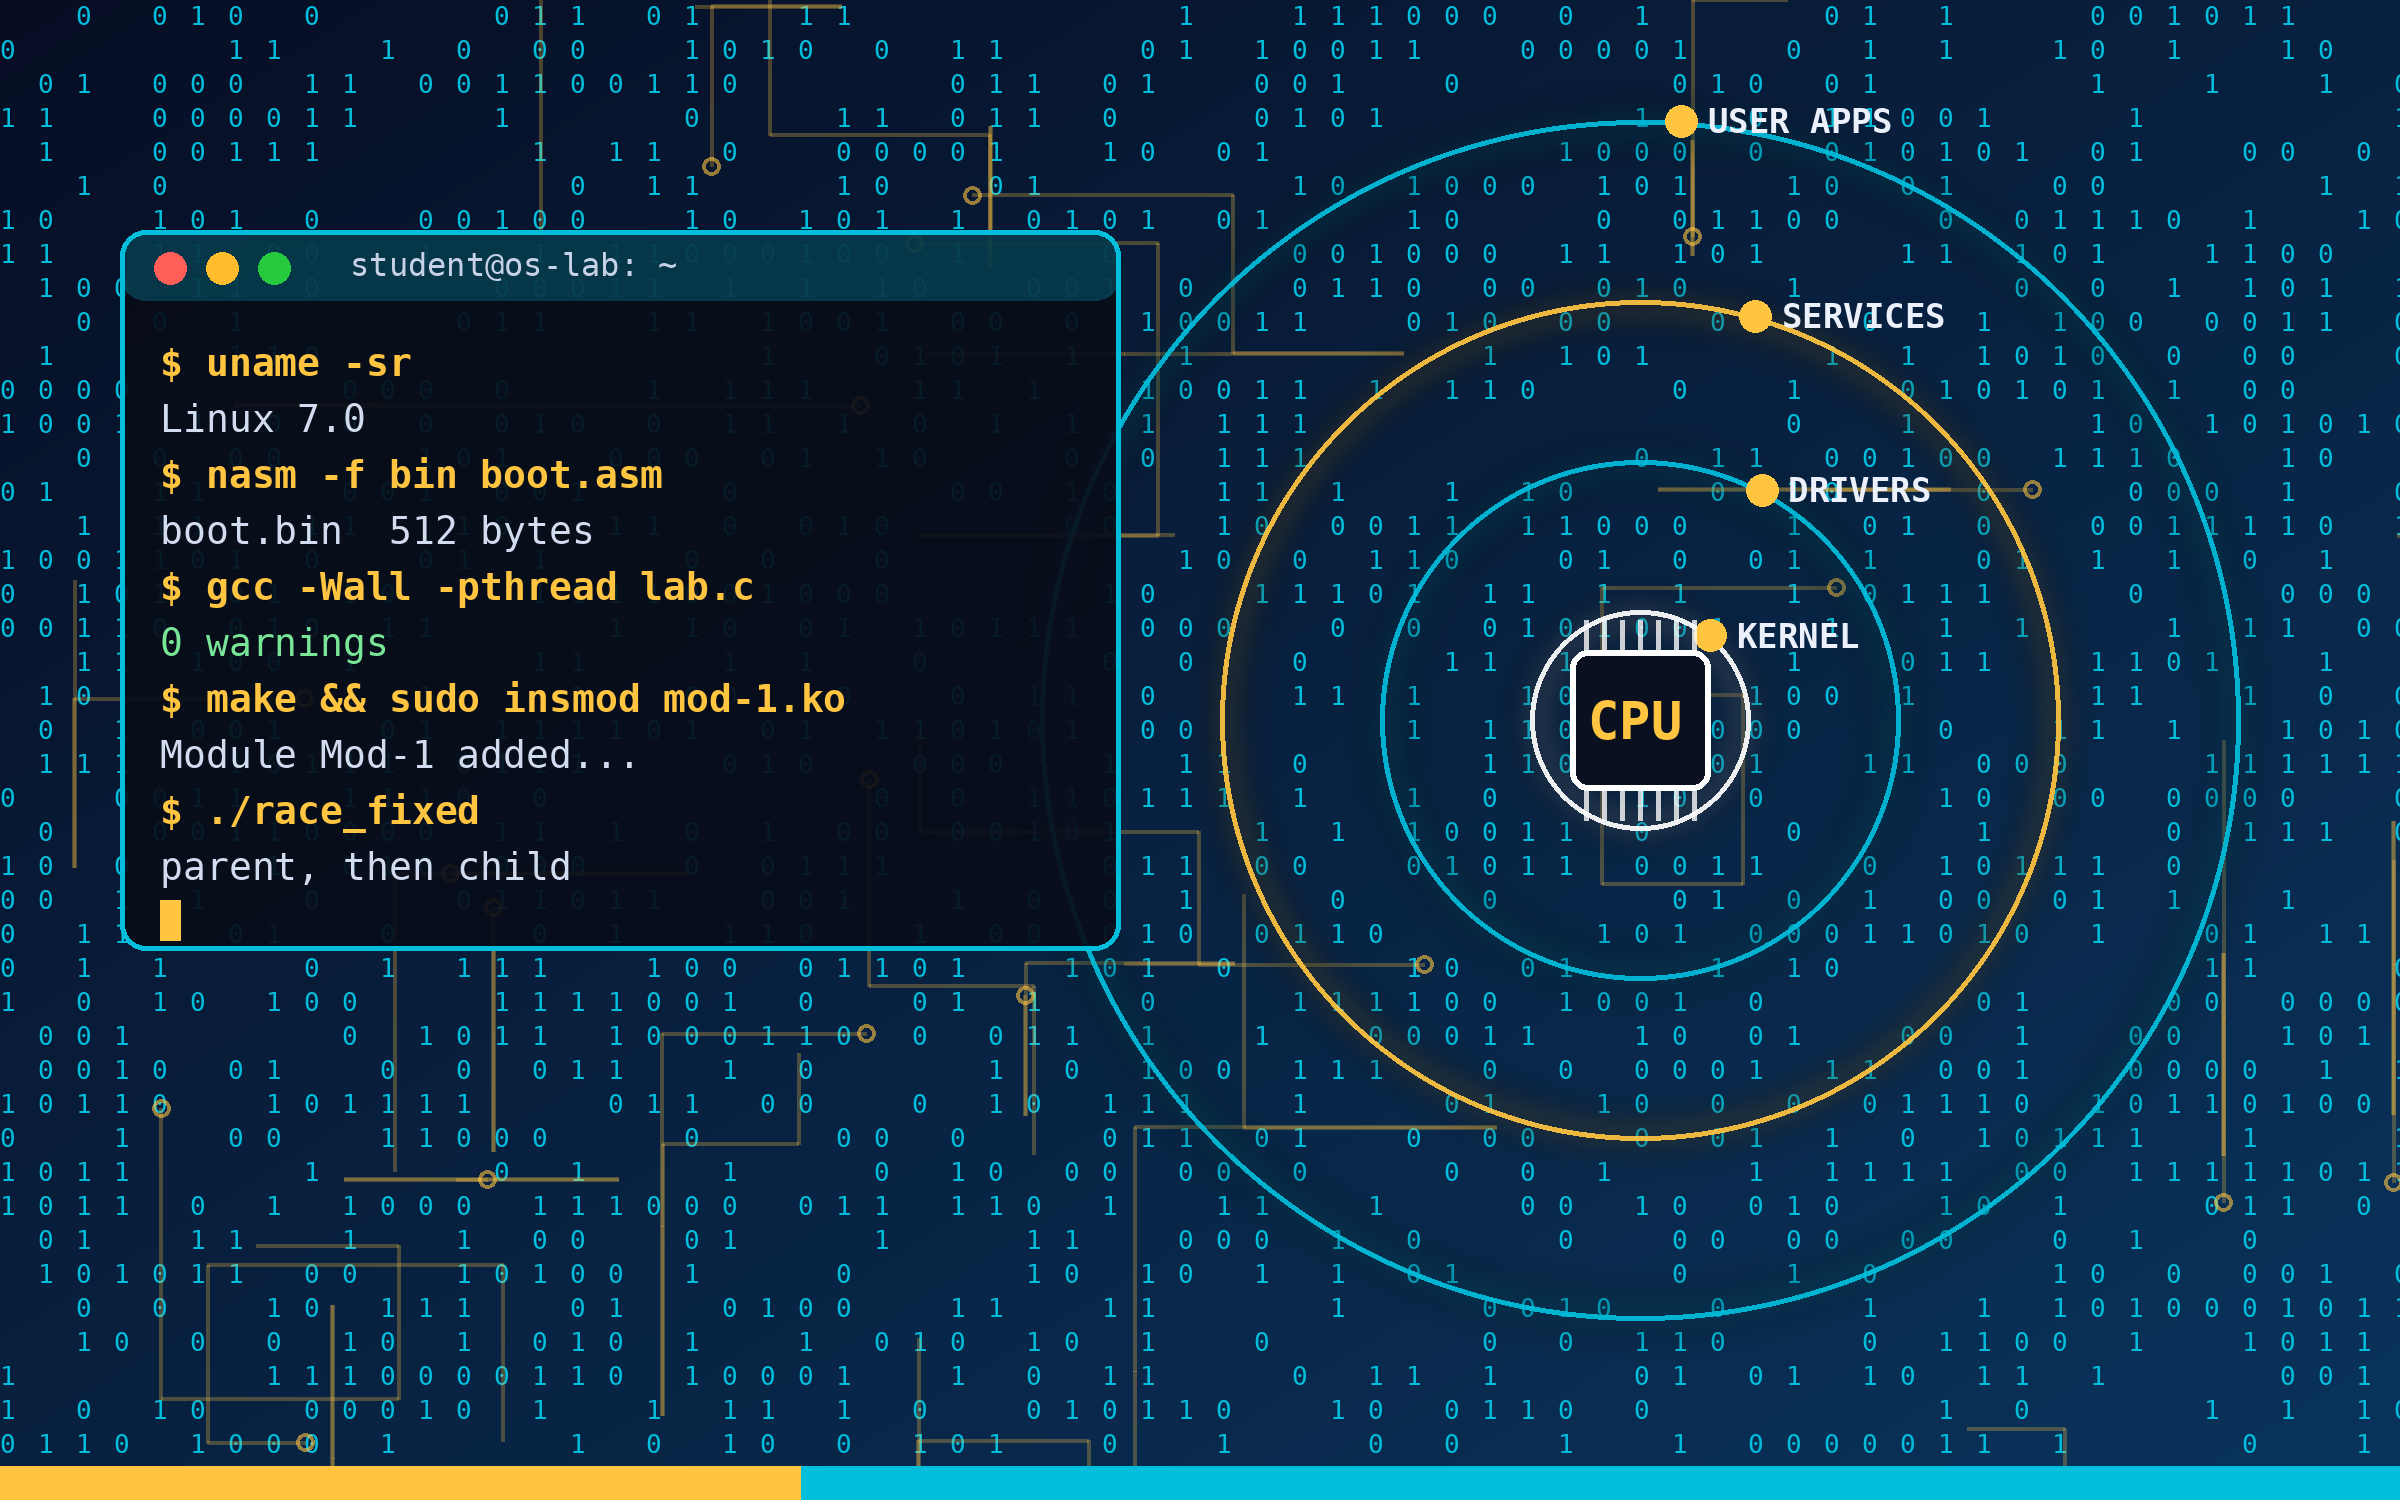 student@os-lab: ~
$ uname -sr
Linux 7.0
$ nasm -f bin boot.asm
boot.bin  512 bytes
$ gcc -Wall -pthread lab.c
0 warnings
$ make && sudo insmod mod-1.ko
Module Mod-1 added...
$ ./race_fixed
parent, then child
USER APPS
SERVICES
DRIVERS
KERNEL
CPU